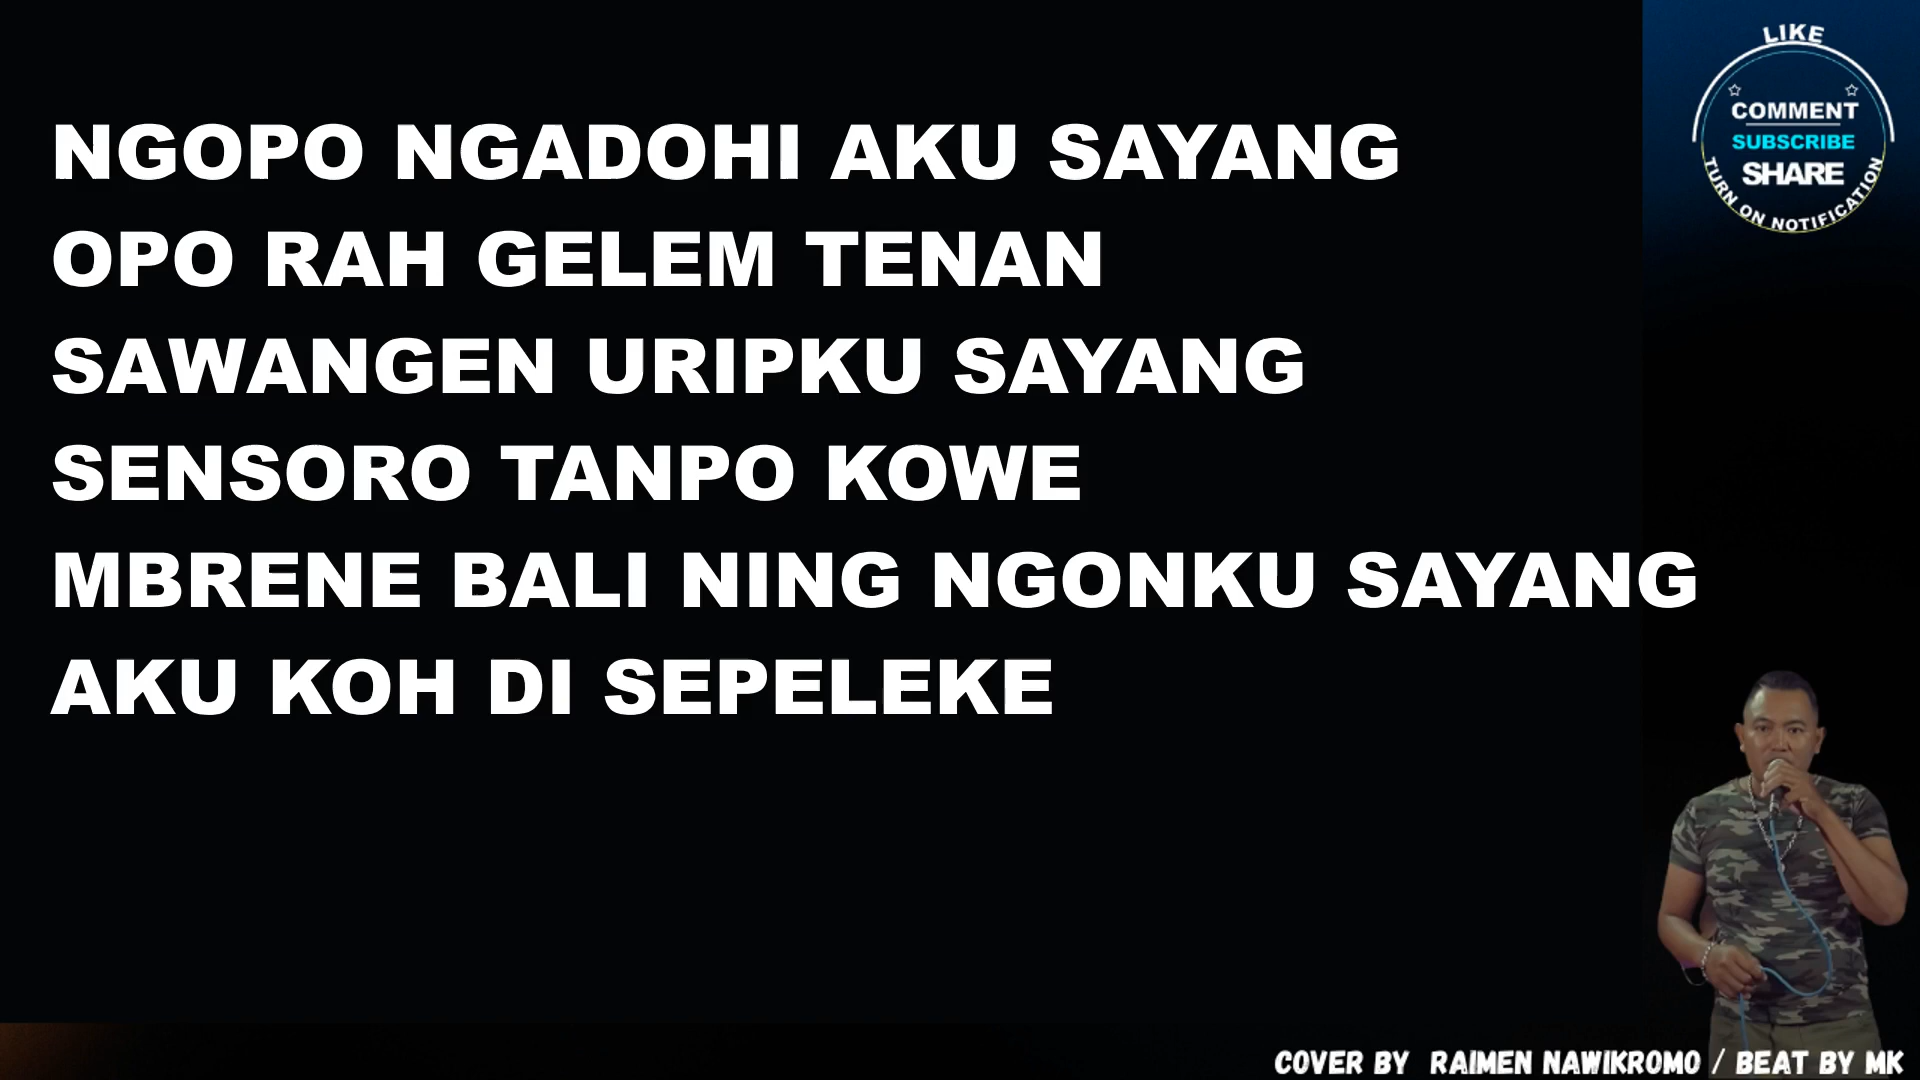 LIKE
COMMENT
SUBSCRIBE
SHARE
TURN ON NOTIFICATION
NGOPO NGADOHI AKU SAYANG
OPO RAH GELEM TENAN
SAWANGEN URIPKU SAYANG
SENSORO TANPO KOWE
MBRENE BALI NING NGONKU SAYANG
AKU KOH DI SEPELEKE
COVER BY RAIMEN NAWIKROMO / BEAT BY MK